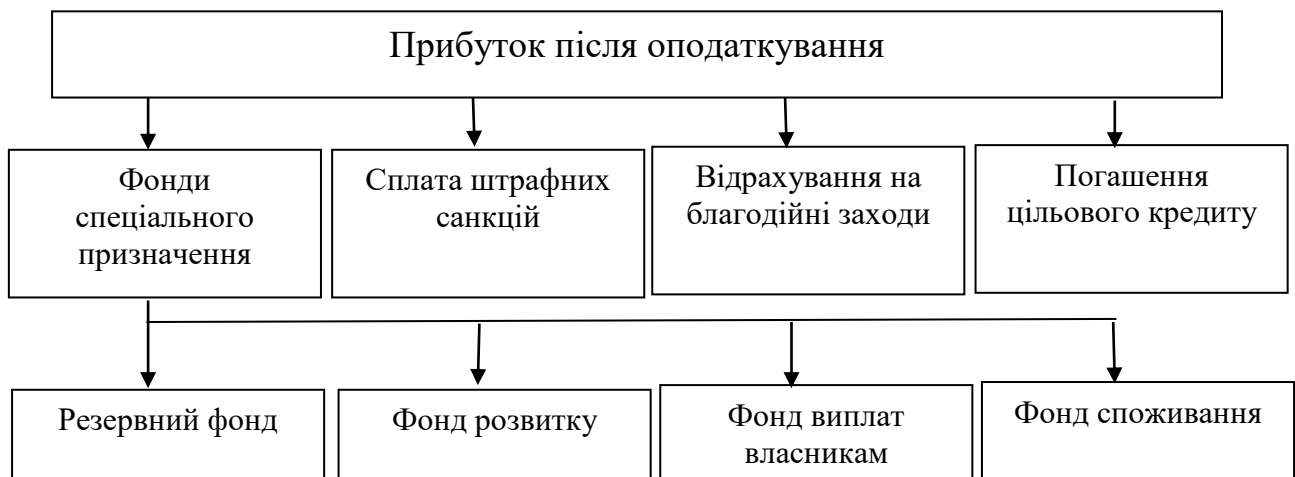 Прибуток після оподаткування
Фонди
спеціального
призначення
Сплата штрафних
санкцій
Відрахування на
благодійні заходи
Погашення
цільового кредиту
Резервний фонд
Фонд розвитку
Фонд виплат
власникам
Фонд споживання